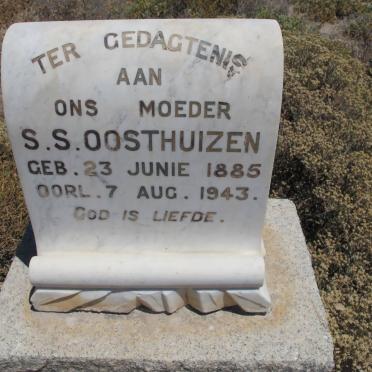 TER GEDAGTENIS
AAN
ONS MOEDER
S.S.OOSTHUIZEN
GEB. 23 JUNIE 1885
OORL. 7 AUG. 1943.
GOD IS LIEFDE.